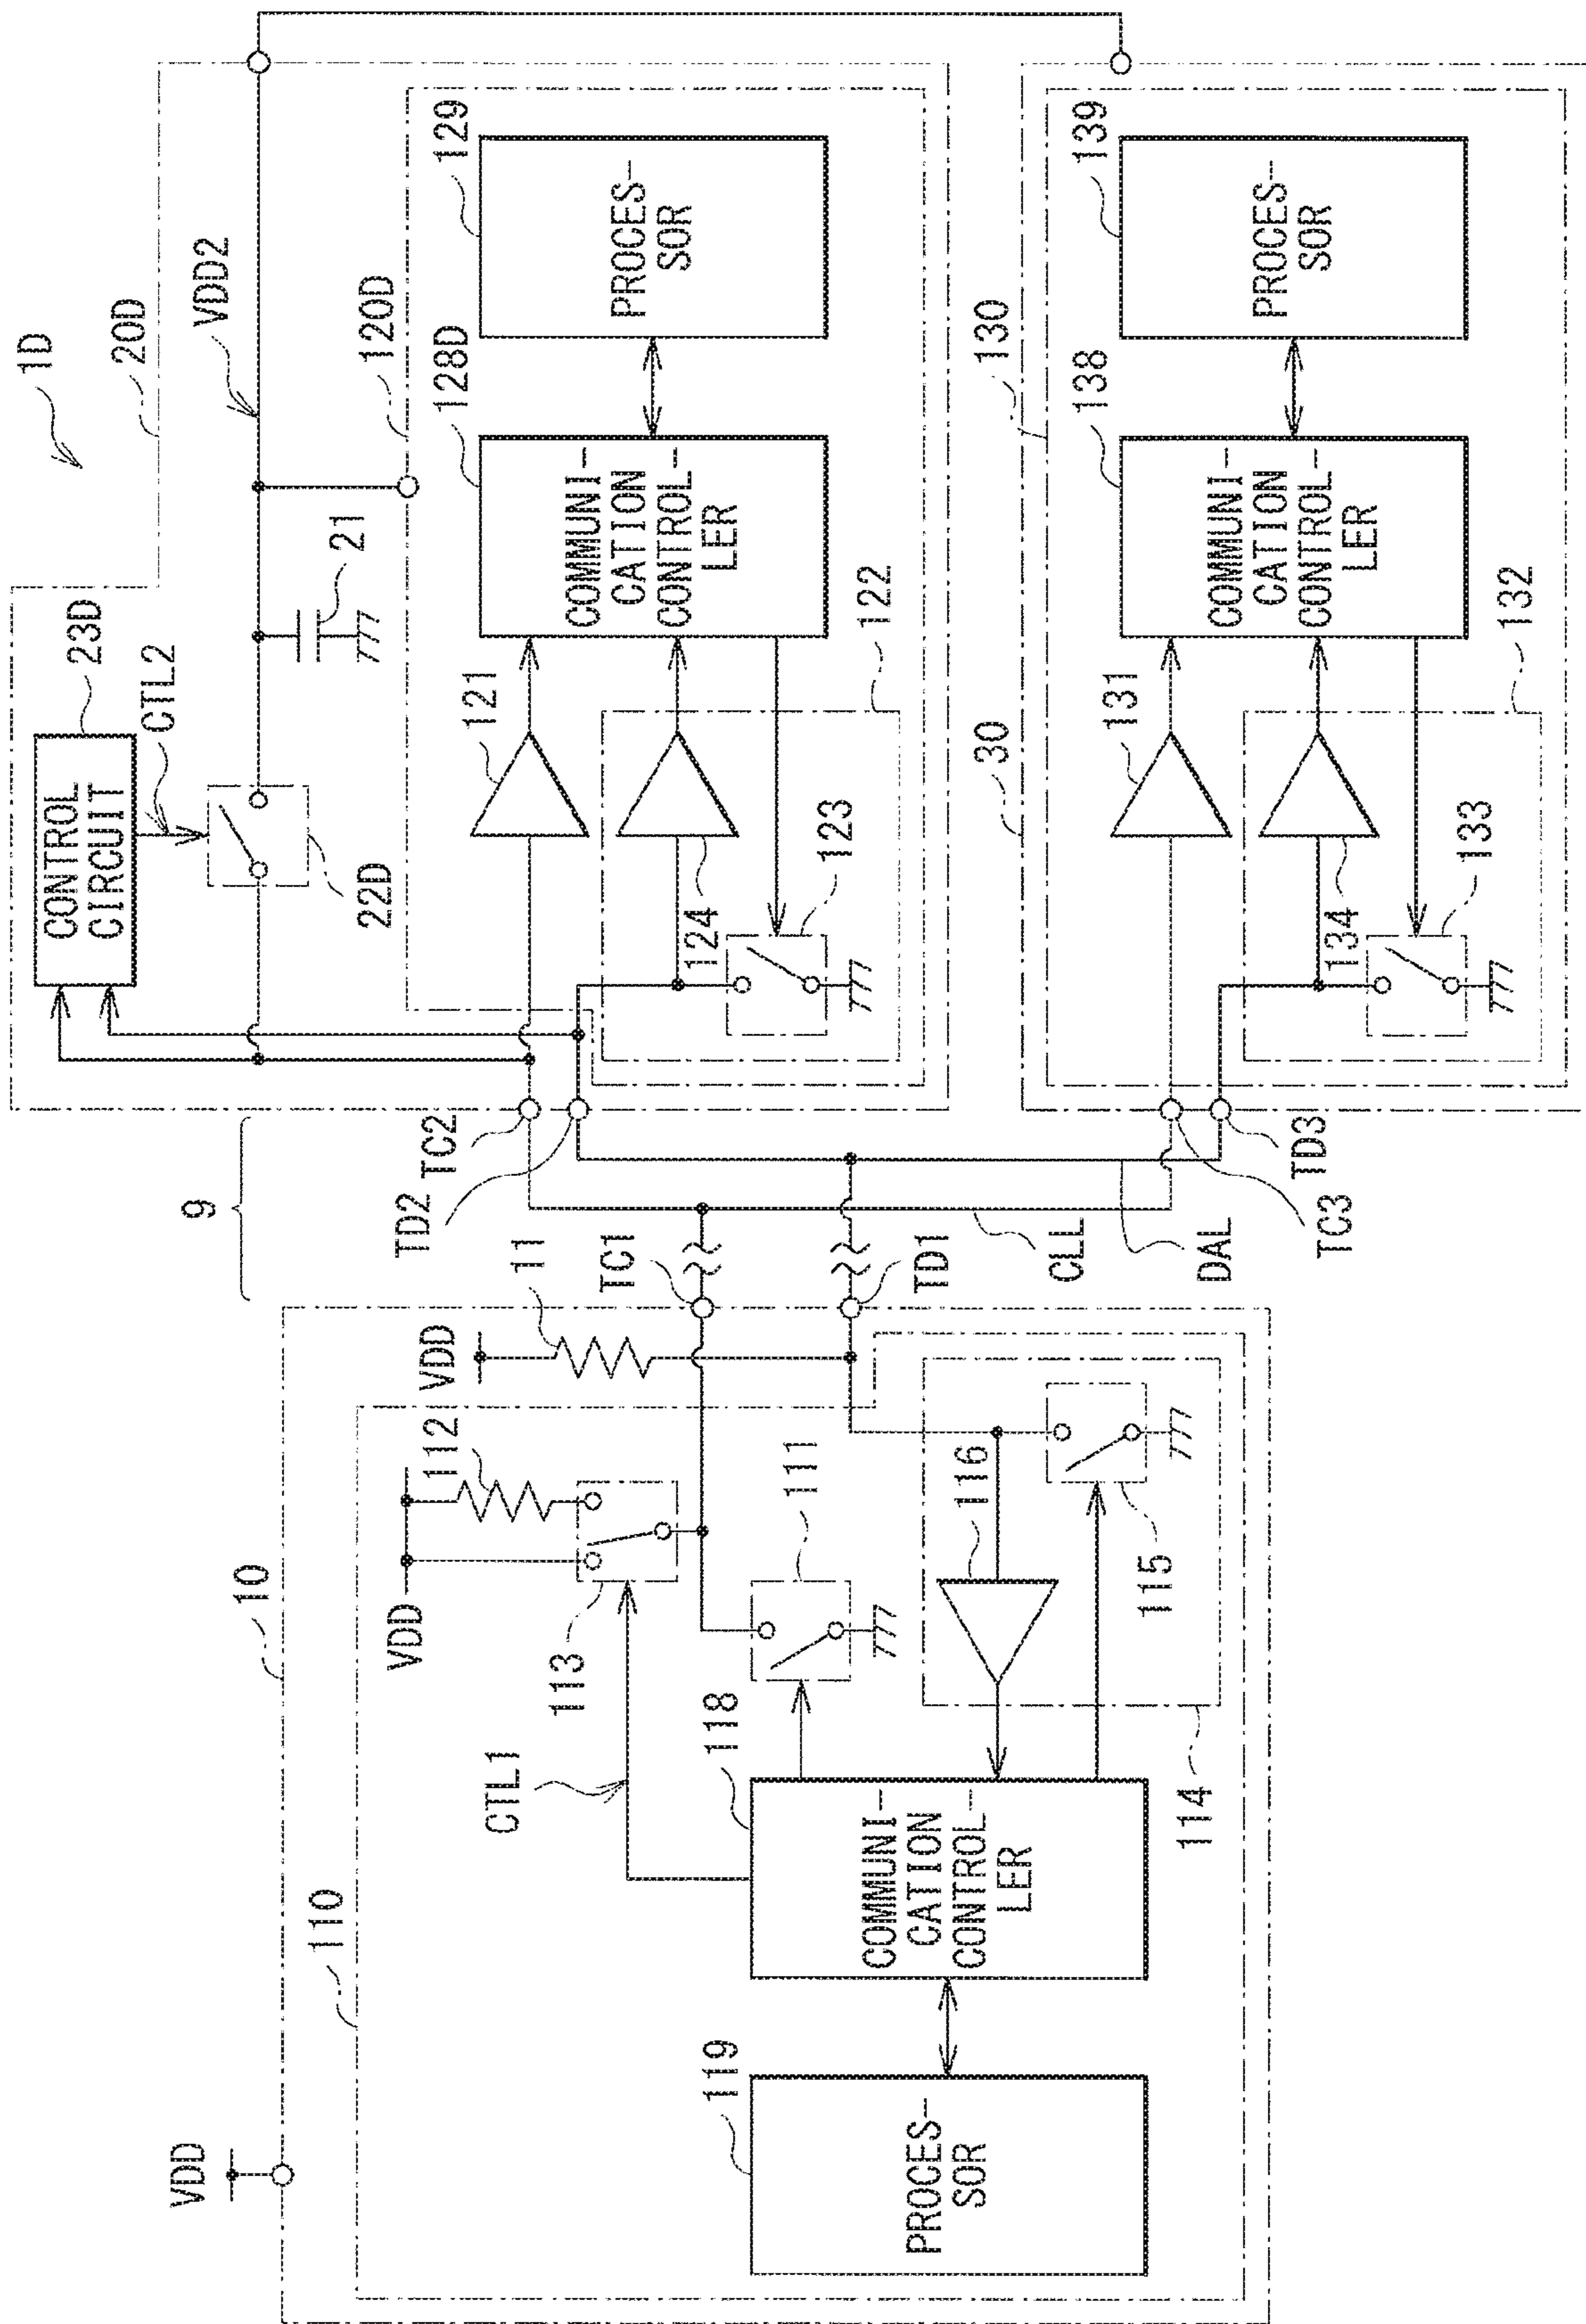 1D
VDD
10
110
119
PROCES-
SOR
118
COMMUNI-
CATION
CONTROL-
LER
CTL1
113
VDD
112
111
116
115
114
VDD
11
TC1
TD1
9
TC2
TD2
CLL
DAL
TC3
TD3
20D
23D
CONTROL
CIRCUIT
CTL2
22D
VDD2
21
120D
121
124
123
122
128D
COMMUNI-
CATION
CONTROL-
LER
129
PROCES-
SOR
30
130
131
134
133
132
138
COMMUNI-
CATION
CONTROL-
LER
139
PROCES-
SOR